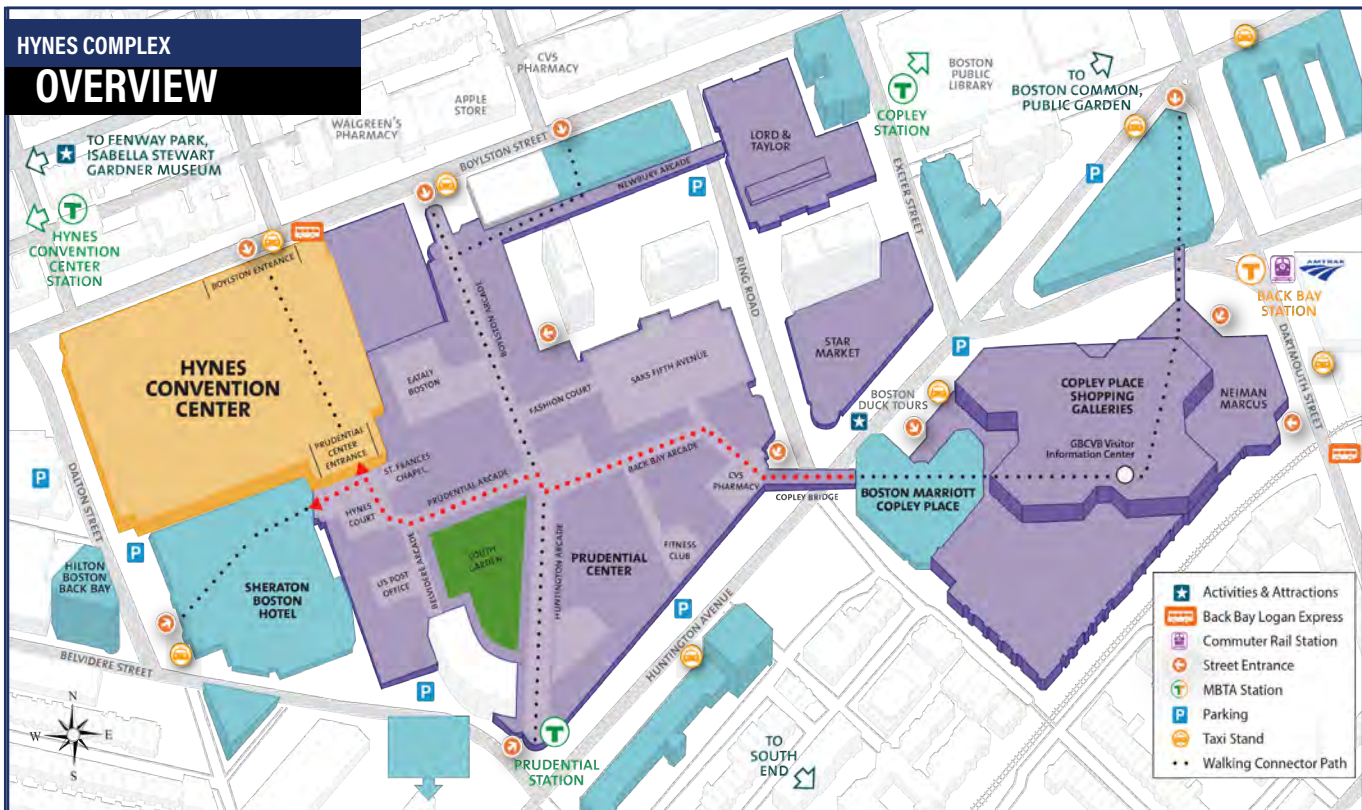 HYNES COMPLEX
OVERVIEW
CVS
PHARMACY
APPLE
STORE
WALGREEN'S
PHARMACY
TO FENWAY PARK,
ISABELLA STEWART
GARDNER MUSEUM
T
HYNES
CONVENTION
CENTER
STATION
BOYLSTON STREET
NEWBURY ARCADE
P
LORD &
TAYLOR
T
COPLEY
STATION
BOSTON
PUBLIC
LIBRARY
TO
BOSTON COMMON,
PUBLIC GARDEN
EXETER STREET
P
BOYLSTON ENTRANCE
HYNES
CONVENTION
CENTER
PRUDENTIAL
CENTER
ENTRANCE
BOYLSTON ARCADE
EATALY
BOSTON
FASHION COURT
SAKS FIFTH AVENUE
RING ROAD
STAR
MARKET
P
T
AMTRAK
BACK BAY
STATION
DARTMOUTH STREET
BOSTON
DUCK TOURS
COPLEY PLACE
SHOPPING
GALLERIES
NEIMAN
MARCUS
GBCVB Visitor
Information Center
ST. FRANCES
CHAPEL
PRUDENTIAL ARCADE
BACK BAY ARCADE
CVS
PHARMACY
COPLEY BRIDGE
BOSTON MARRIOTT
COPLEY PLACE
HYNES
COURT
P
DALTON STREET
P
HILTON
BOSTON
BACK BAY
SHERATON
BOSTON
HOTEL
US POST
OFFICE
BELVIDERE ARCADE
SOUTH
GARDEN
HUNTINGTON ARCADE
PRUDENTIAL
CENTER
FITNESS
CLUB
P
HUNTINGTON AVENUE
BELVIDERE STREET
P
T
PRUDENTIAL
STATION
TO
SOUTH
END
N
W
E
S
Activities & Attractions
Back Bay Logan Express
Commuter Rail Station
Street Entrance
T MBTA Station
P Parking
Taxi Stand
Walking Connector Path